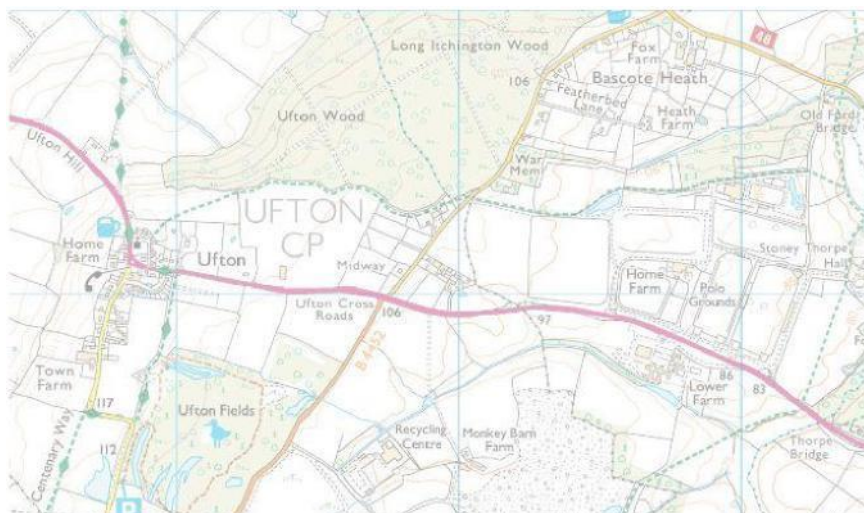 Long Itchington Wood
Fox
Farm
48
Bascote Heath
106
Featherbed
Lane
Heath
Farm
Ufton Wood
Old Ford
Bridge
Ufton Hill
War
Mem
UFTON
CP
Home
Farm
Ufton
Midway
Stoney Thorpe
Hall
Home
Farm
Polo
Grounds
Ufton Cross
Roads
106
97
B 4452
Town
Farm
86
83
Lower
Farm
117
Ufton Fields
112
Recycling
Centre
Monkey Barn
Farm
Thorpe
Bridge
Centenary Way
P